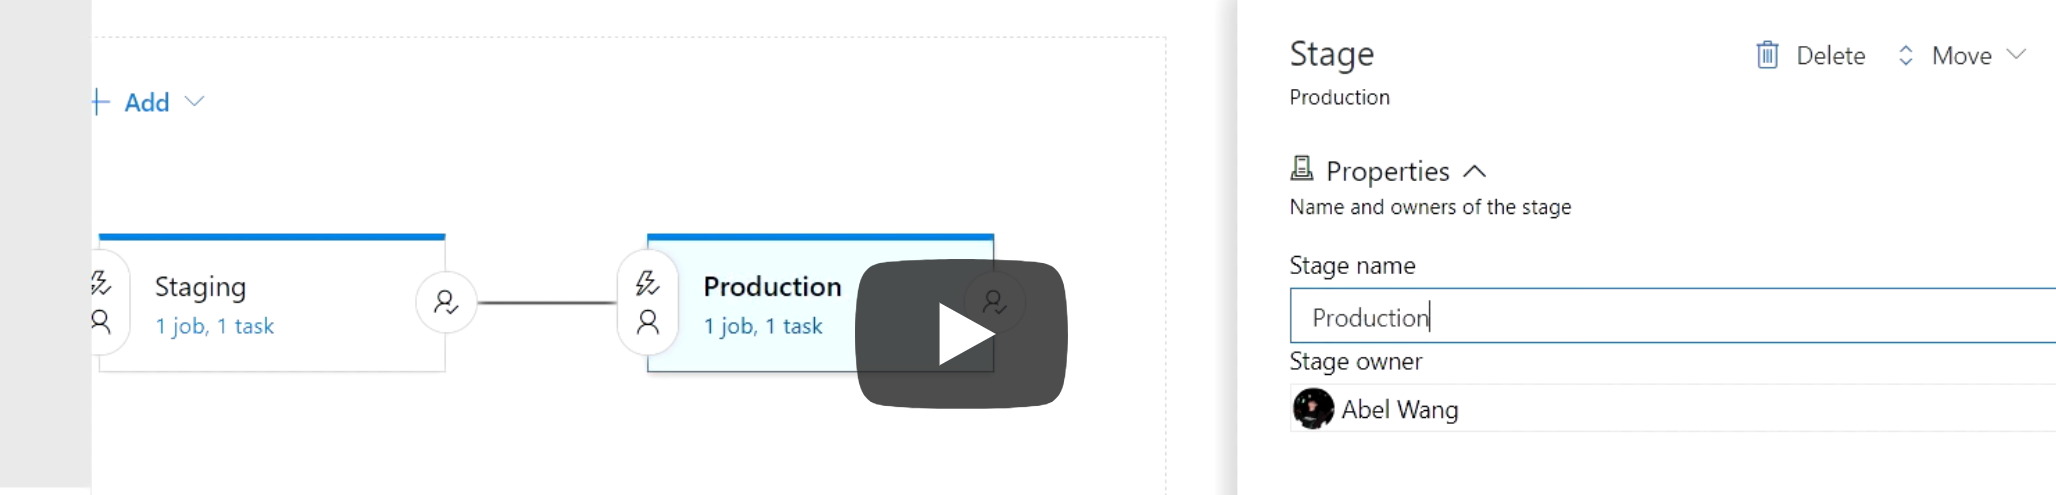 Add
Staging
1 job, 1 task
Production
1 job, 1 task
Stage
Production
Delete
Move
Properties
Name and owners of the stage
Stage name
Production
Stage owner
Abel Wang